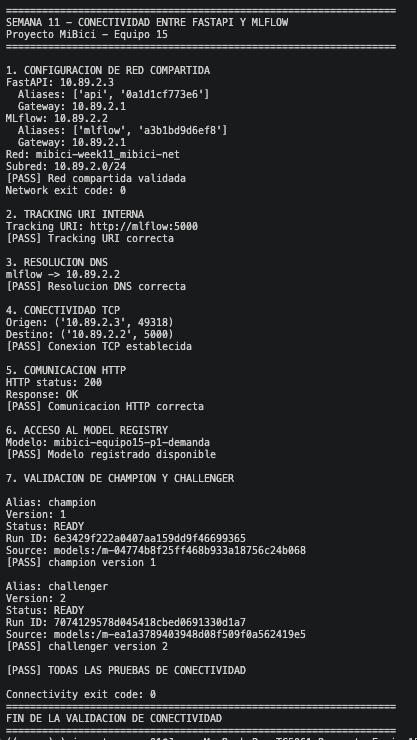 ================================================================
SEMANA 11 - CONECTIVIDAD ENTRE FASTAPI Y MLFLOW
Proyecto MiBici - Equipo 15
================================================================
1. CONFIGURACION DE RED COMPARTIDA
FastAPI: 10.89.2.3
Aliases: ['api', '0a1d1cf773e6']
Gateway: 10.89.2.1
MLflow: 10.89.2.2
Aliases: ['mlflow', 'a3b1bd9d6ef8']
Gateway: 10.89.2.1
Red: mibici-week11_mibici-net
Subred: 10.89.2.0/24
[PASS] Red compartida validada
Network exit code: 0
2. TRACKING URI INTERNA
Tracking URI: http://mlflow:5000
[PASS] Tracking URI correcta
3. RESOLUCION DNS
mlflow -> 10.89.2.2
[PASS] Resolucion DNS correcta
4. CONECTIVIDAD TCP
Origen: ('10.89.2.3', 49318)
Destino: ('10.89.2.2', 5000)
[PASS] Conexion TCP establecida
5. COMUNICACION HTTP
HTTP status: 200
Response: OK
[PASS] Comunicacion HTTP correcta
6. ACCESO AL MODEL REGISTRY
Modelo: mibici-equipo15-p1-demanda
[PASS] Modelo registrado disponible
7. VALIDACION DE CHAMPION Y CHALLENGER
Alias: champion
Version: 1
Status: READY
Run ID: 6e3429f222a0407aa159dd9f46699365
Source: models:/m-04774b8f25ff468b933a18756c24b068
[PASS] champion version 1
Alias: challenger
Version: 2
Status: READY
Run ID: 7074129578d045418cbed0691330d1a7
Source: models:/m-ea1a3789403948d08f509f0a562419e5
[PASS] challenger version 2
[PASS] TODAS LAS PRUEBAS DE CONECTIVIDAD
Connectivity exit code: 0
================================================================
FIN DE LA VALIDACION DE CONECTIVIDAD
================================================================